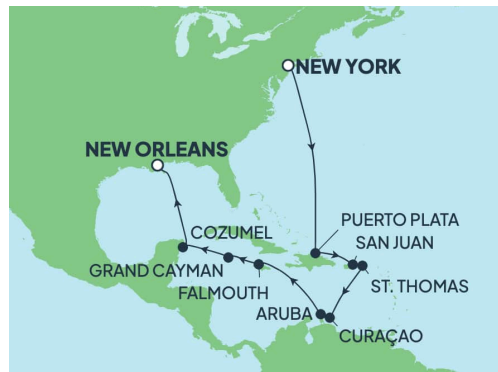 NEW YORK
NEW ORLEANS
COZUMEL
PUERTO PLATA
SAN JUAN
GRAND CAYMAN
ST. THOMAS
FALMOUTH
ARUBA
CURAÇAO